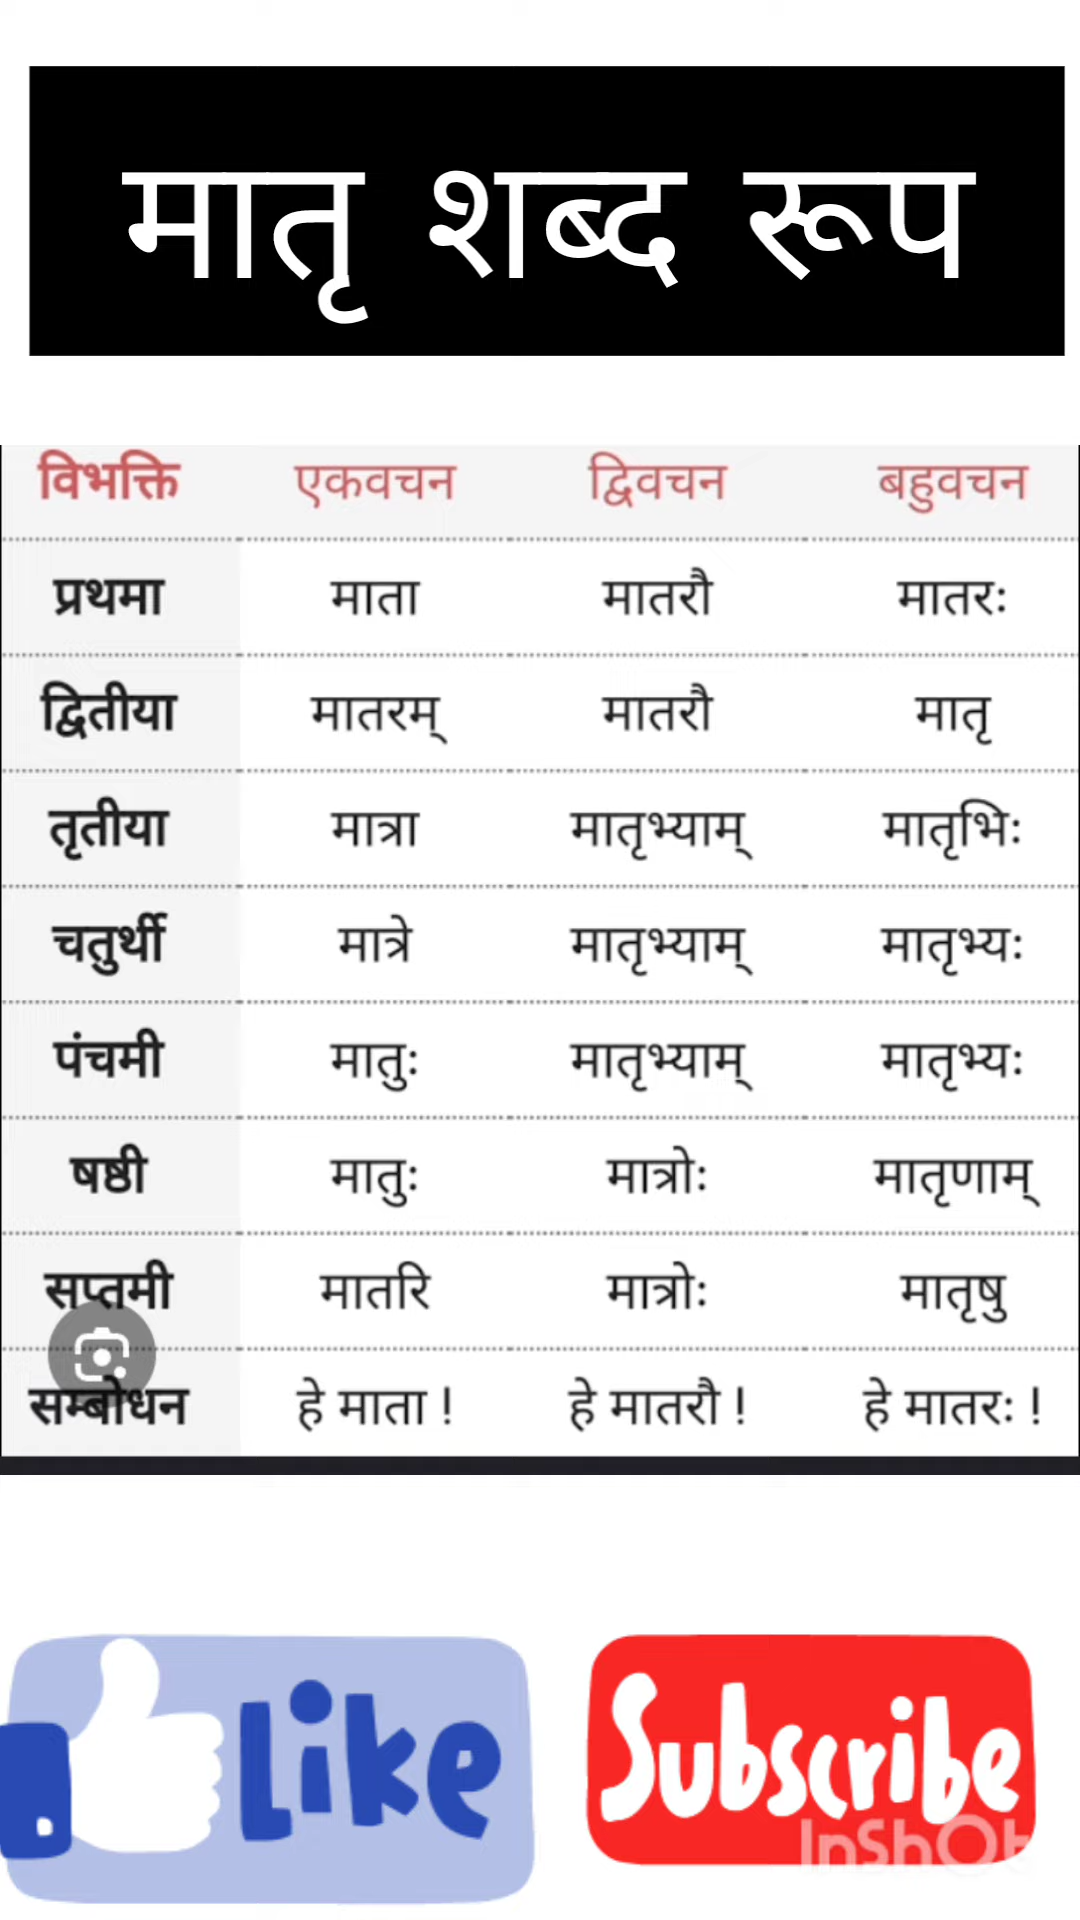 मातृ शब्द रूप
विभक्ति एकवचन द्विवचन बहुवचन
प्रथमा माता मातरौ मातरः
द्वितीया मातरम् मातरौ मातृ
तृतीया मात्रा मातृभ्याम् मातृभिः
चतुर्थी मात्रे मातृभ्याम् मातृभ्यः
पंचमी मातुः मातृभ्याम् मातृभ्यः
षष्ठी मातुः मात्रोः मातृणाम्
सप्तमी मातरि मात्रोः मातृषु
सम्बोधन हे माता ! हे मातरौ ! हे मातरः !
Like Subscribe
InShOt